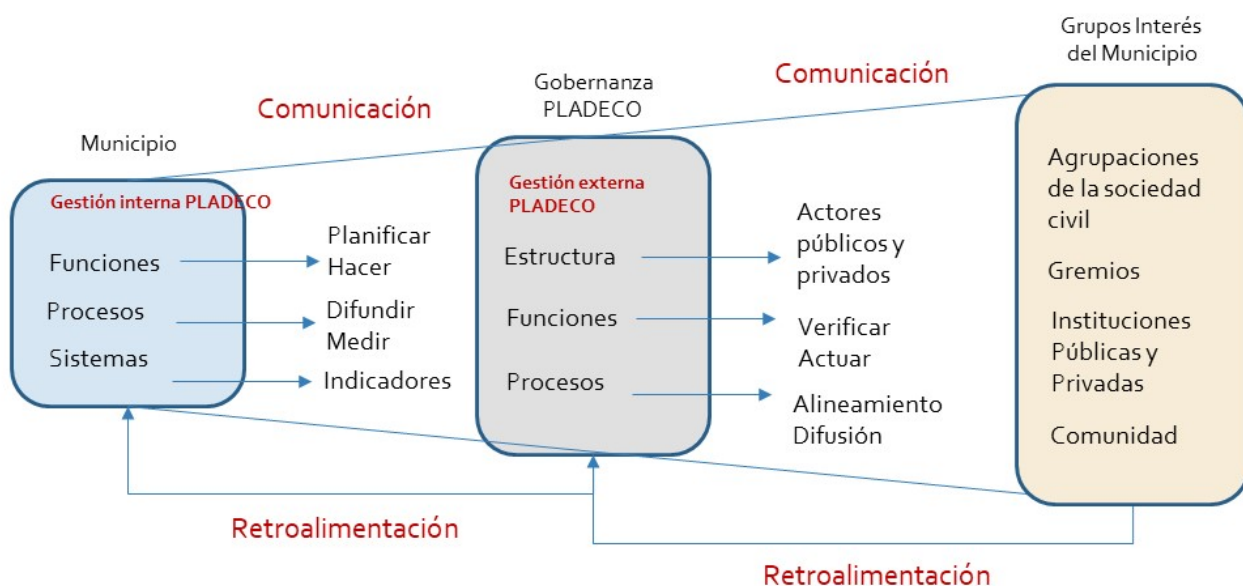 Grupos Interés
del Municipio
Comunicación
Gobernanza
PLADECO
Comunicación
Municipio
Gestión interna PLADECO
Funciones
Procesos
Sistemas
Planificar
Hacer
Difundir
Medir
Indicadores
Gestión externa
PLADECO
Estructura
Funciones
Procesos
Actores
públicos y
privados
Verificar
Actuar
Alineamiento
Difusión
Agrupaciones
de la sociedad
civil
Gremios
Instituciones
Públicas y
Privadas
Comunidad
Retroalimentación
Retroalimentación